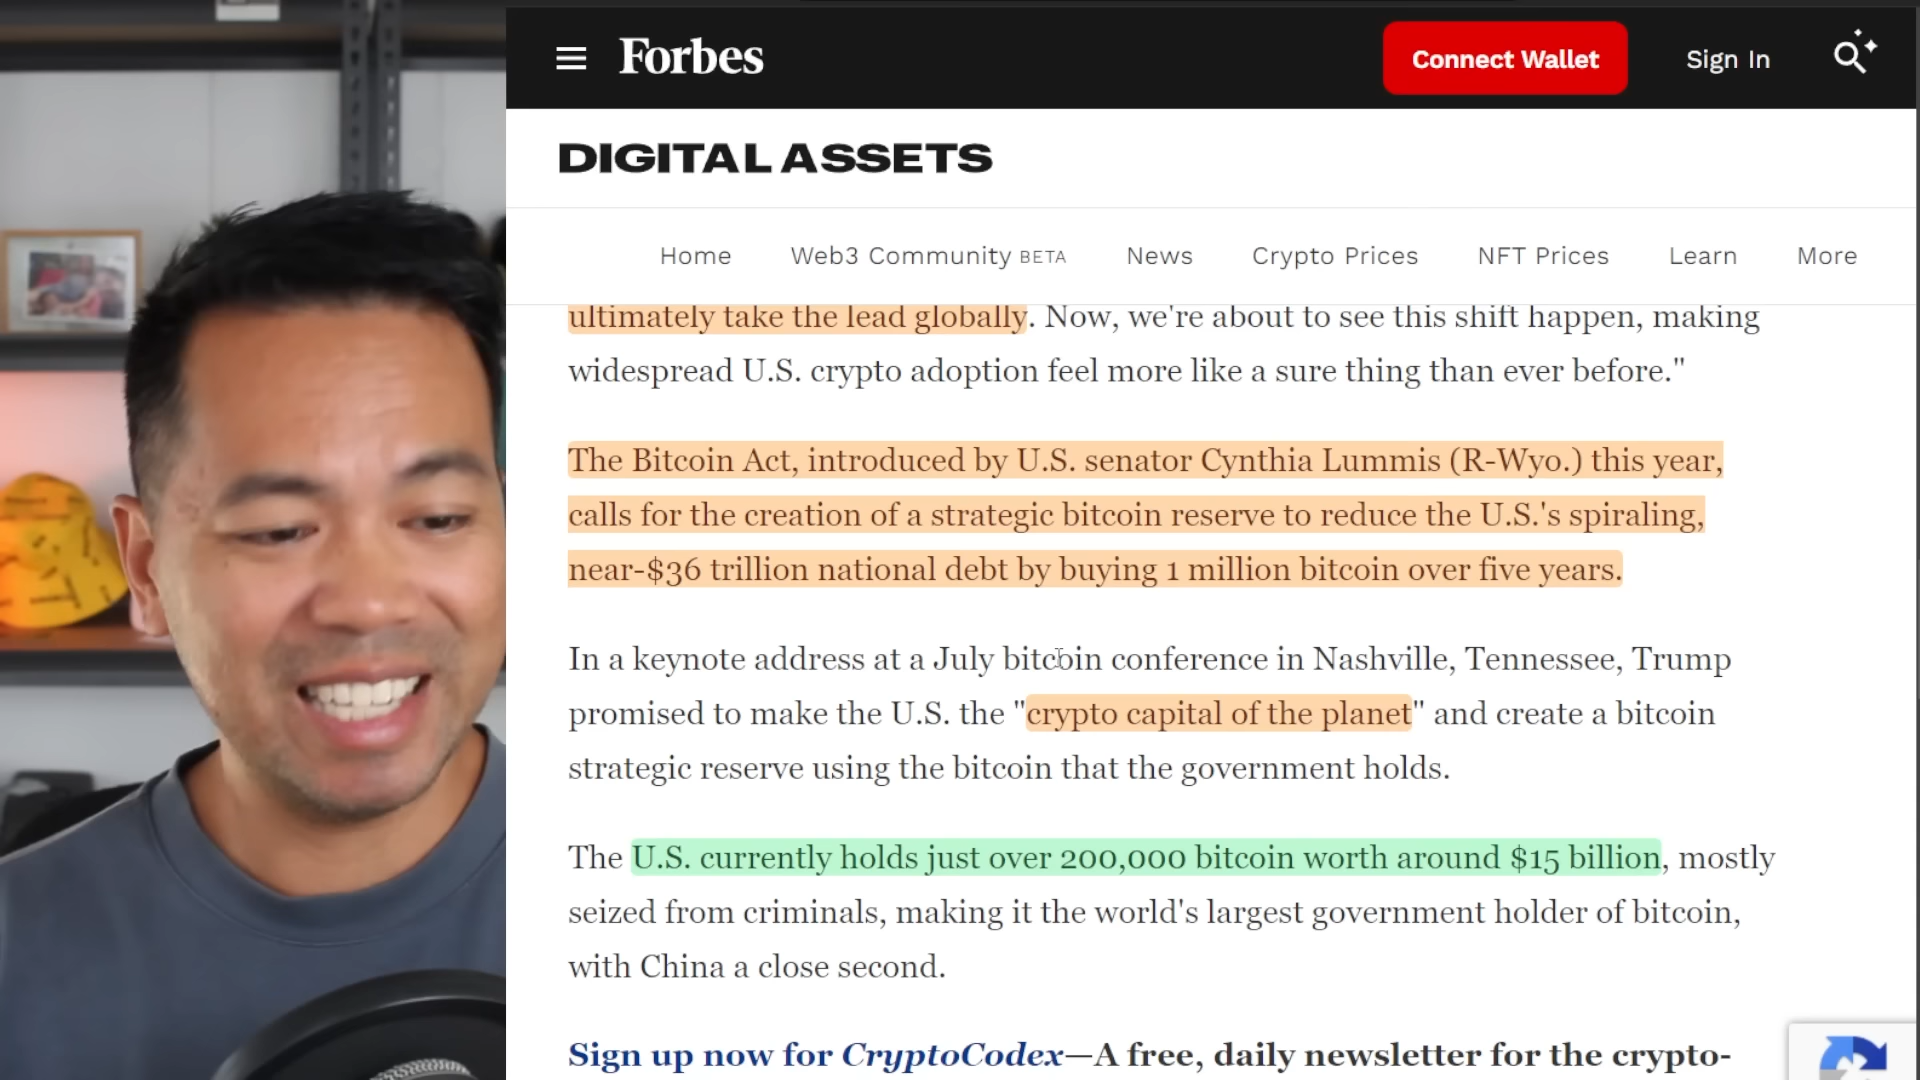 Forbes
Connect Wallet
Sign In
DIGITAL ASSETS
Home
Web3 Community BETA
News
Crypto Prices
NFT Prices
Learn
More
ultimately take the lead globally. Now, we're about to see this shift happen, making
widespread U.S. crypto adoption feel more like a sure thing than ever before."
The Bitcoin Act, introduced by U.S. senator Cynthia Lummis (R-Wyo.) this year,
calls for the creation of a strategic bitcoin reserve to reduce the U.S.'s spiraling,
near-$36 trillion national debt by buying 1 million bitcoin over five years.
In a keynote address at a July bitcoin conference in Nashville, Tennessee, Trump
promised to make the U.S. the "crypto capital of the planet" and create a bitcoin
strategic reserve using the bitcoin that the government holds.
The U.S. currently holds just over 200,000 bitcoin worth around $15 billion, mostly
seized from criminals, making it the world's largest government holder of bitcoin,
with China a close second.
Sign up now for CryptoCodex—A free, daily newsletter for the crypto-